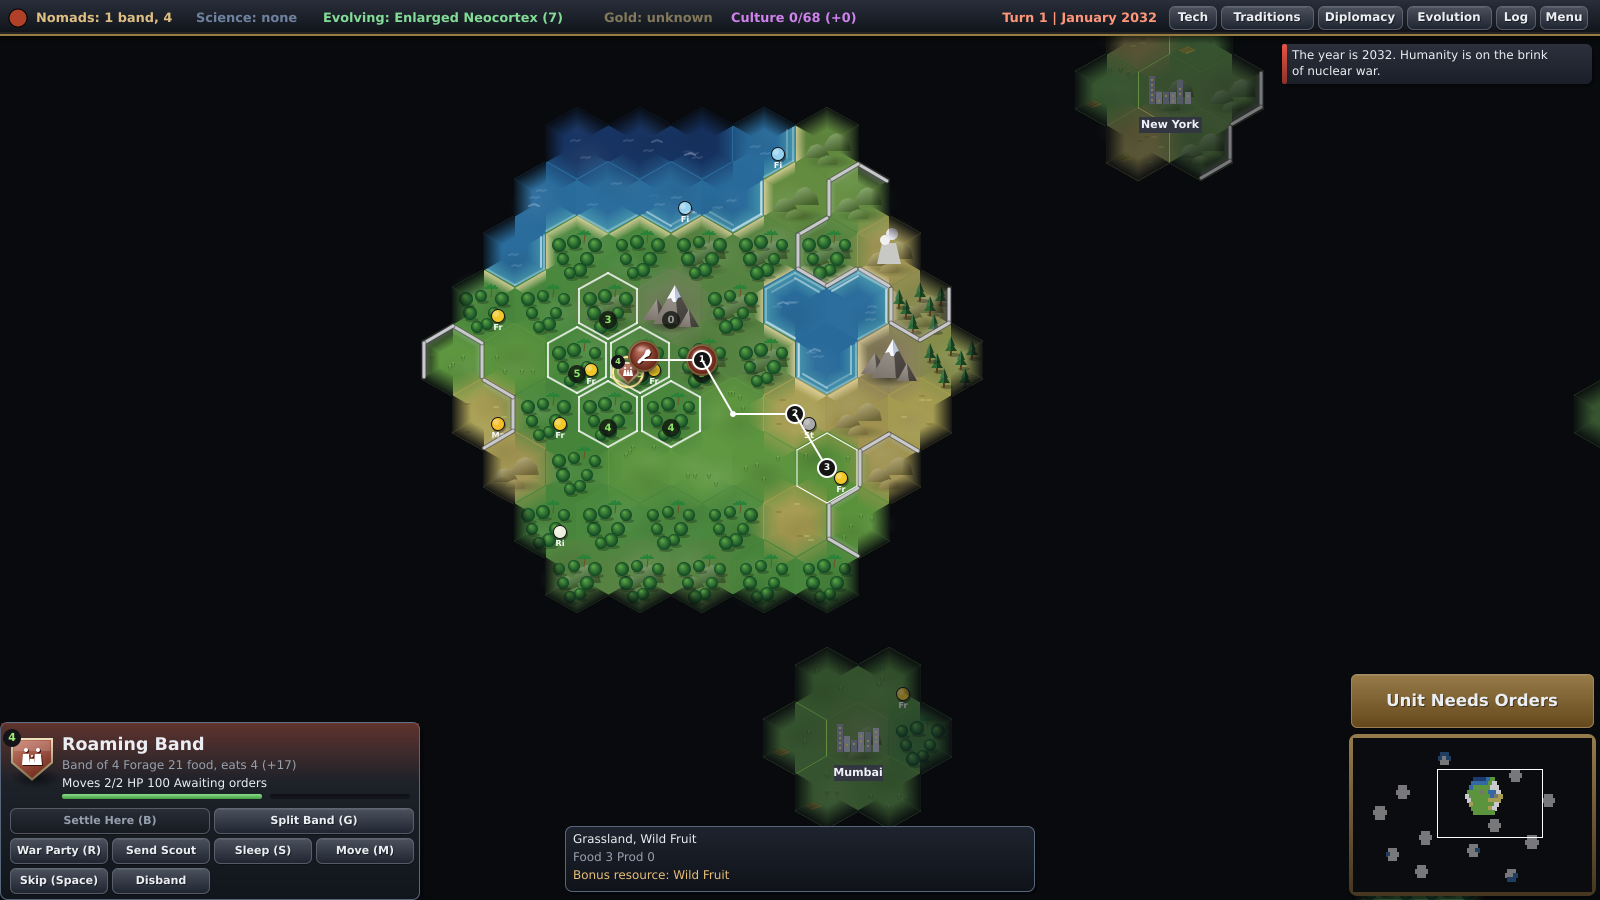 Nomads: 1 band, 4
Science: none
Evolving: Enlarged Neocortex (7)
Gold: unknown
Culture 0/68 (+0)
Turn 1 | January 2032
Tech
Traditions
Diplomacy
Evolution
Log
Menu
The year is 2032. Humanity is on the brink
of nuclear war.
New York
Fi
Fi
Fr
3
0
4
1
5
Fr
Fr
M
Fr
4
4
2
St
3
Fr
Ri
Fr
Mumbai
4
Roaming Band
Band of 4 Forage 21 food, eats 4 (+17)
Moves 2/2 HP 100 Awaiting orders
Settle Here (B)
Split Band (G)
War Party (R)
Send Scout
Sleep (S)
Move (M)
Skip (Space)
Disband
Grassland, Wild Fruit
Food 3 Prod 0
Bonus resource: Wild Fruit
Unit Needs Orders